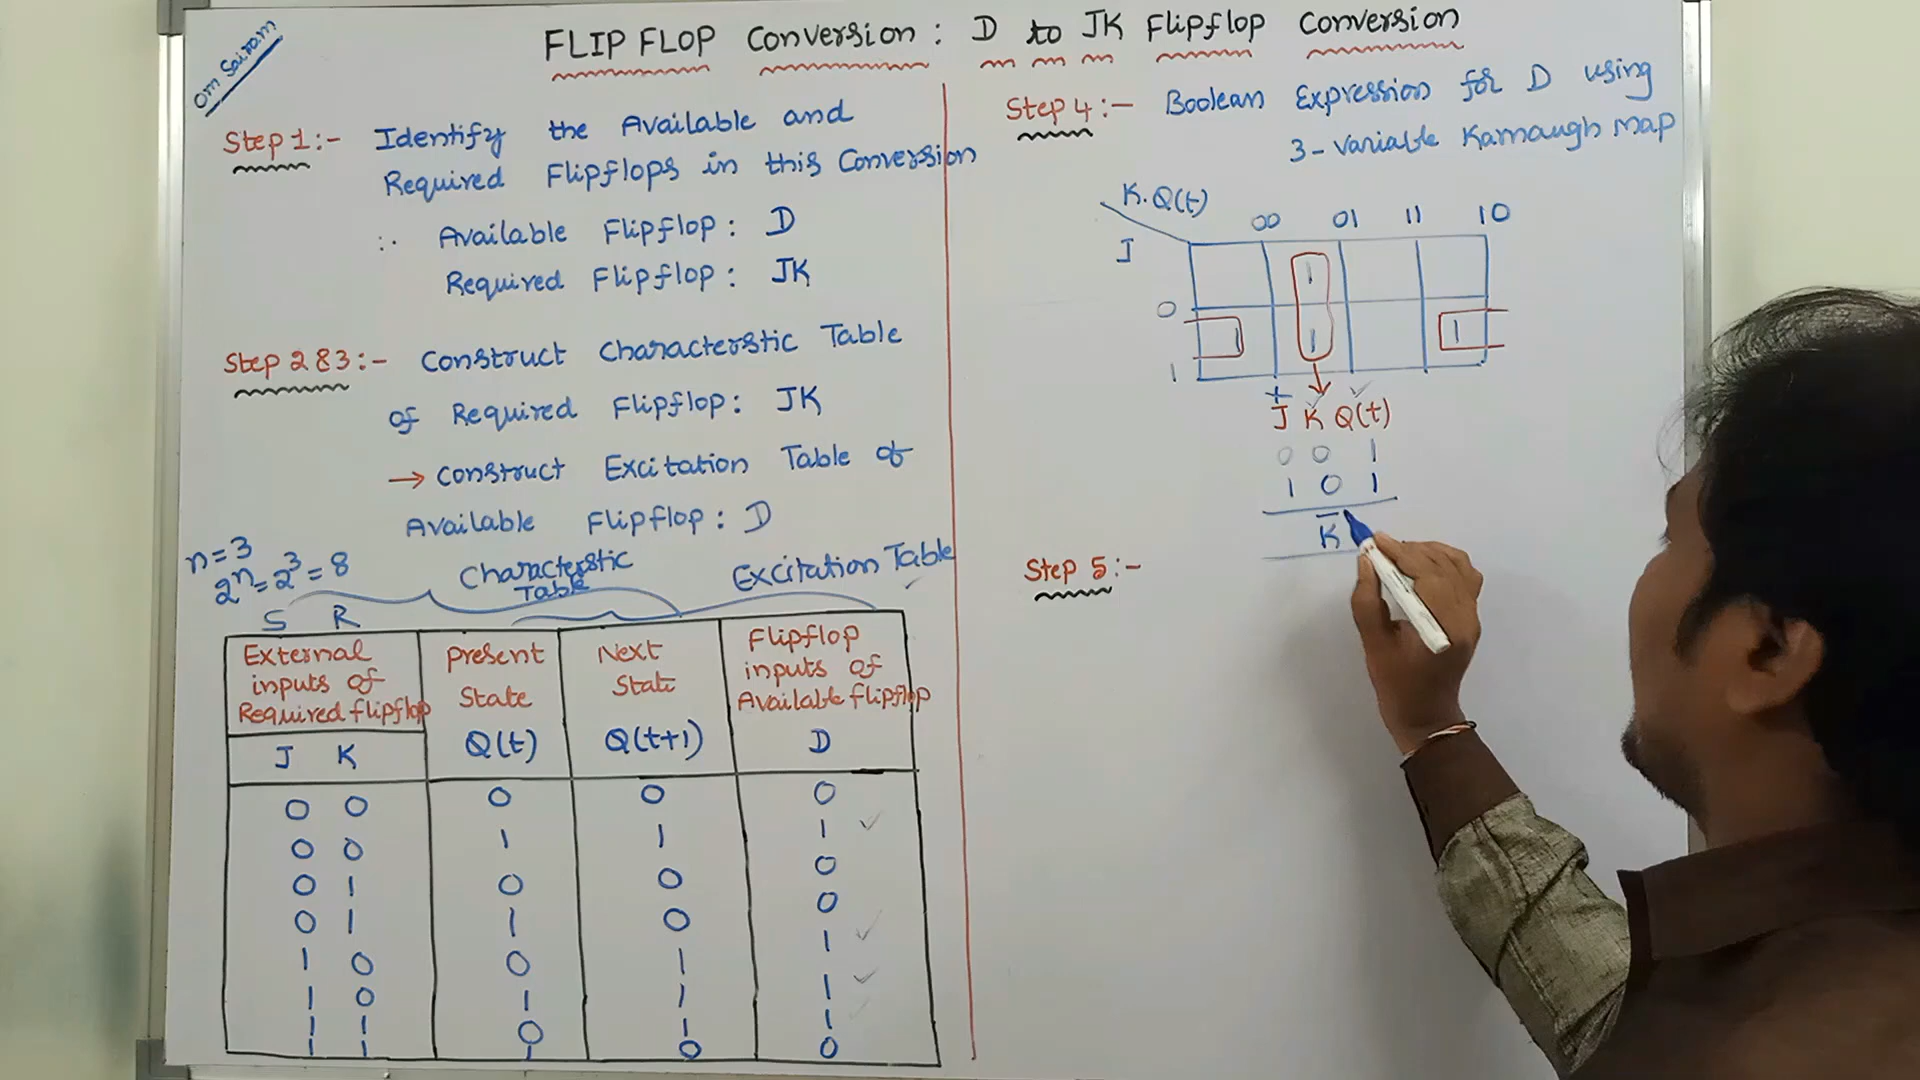 Om Sairam
FLIP FLOP Conversion : D to JK Flipflop Conversion
Step 1 :- Identify the Available and
Required Flipflops in this Conversion
∴ Available Flipflop : D
Required Flipflop : JK
Step 2 & 3 :- Construct Characterstic Table
of Required Flipflop : JK
→ Construct Excitation Table of
Available Flipflop : D
n = 3
2^n = 2^3 = 8
Characterstic Table
Excitation Table
S R
External inputs of Required flipflop
present State
Next State
Flipflop inputs of Available flipflop
J K Q(t) Q(t+1) D
0 0 0 0 0
0 0 1 1 1 ✓
0 1 0 0 0
0 1 1 0 0
1 0 0 1 1 ✓
1 0 1 1 1 ✓
1 1 0 1 1
1 1 1 0 0
Step 4 :- Boolean Expression for D using
3 - Variable Karnaugh Map
K.Q(t)
00 01 11 10
J
0 1
1 1 1 1
+
J K Q(t)
0 0 1
1 0 1
K̅
Step 5 :-